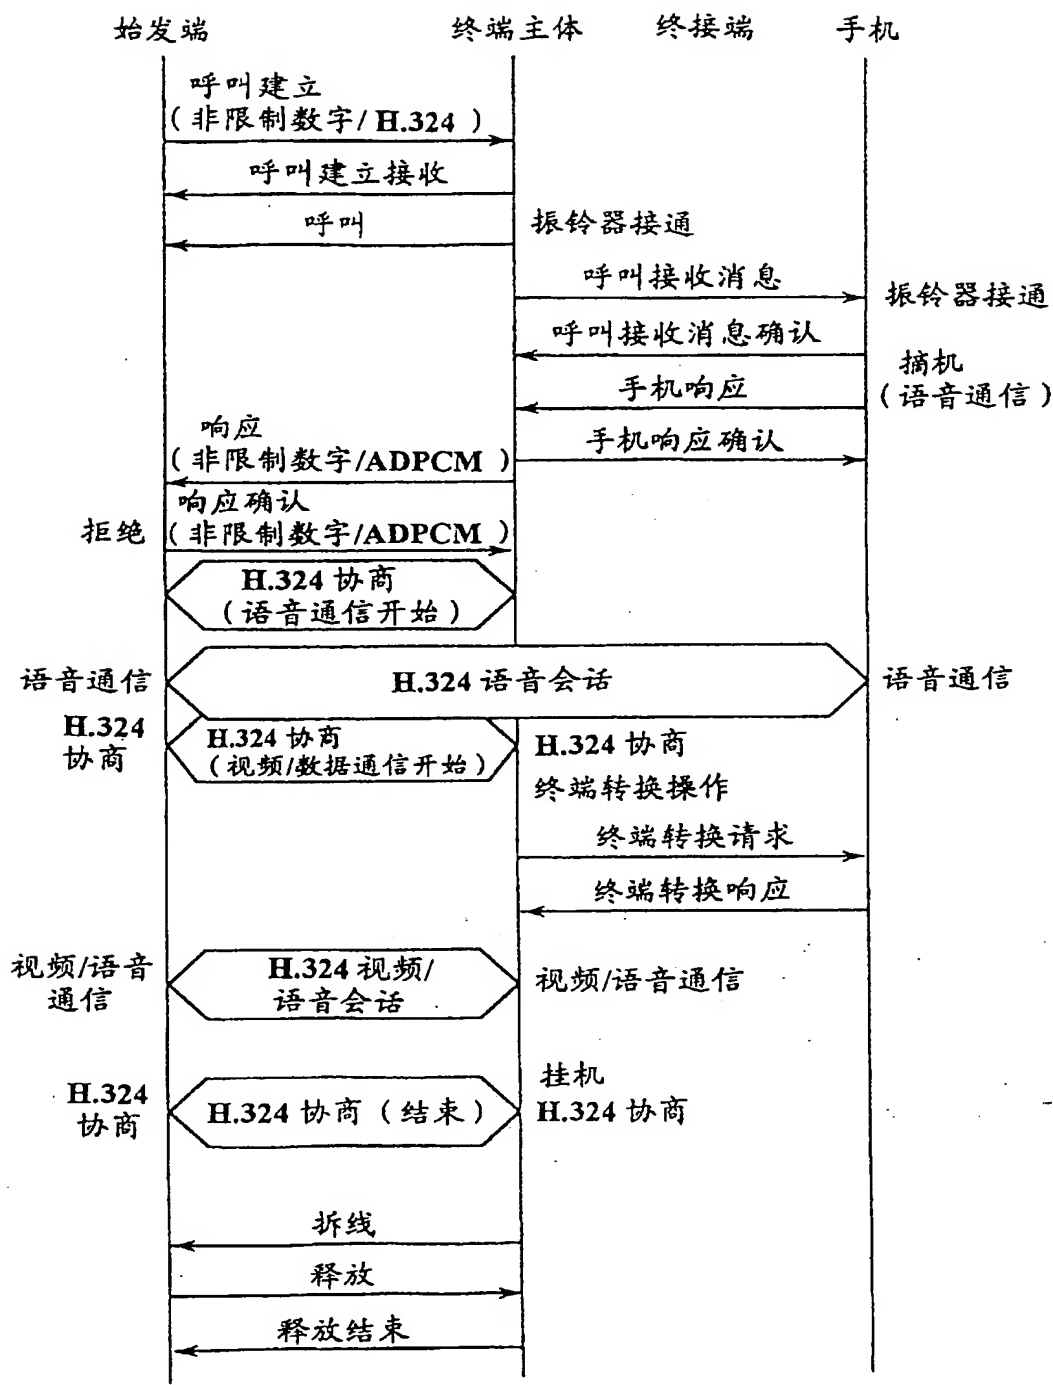 始发端 终端主体 终接端 手机
呼叫建立
(非限制数字/H.324)
呼叫建立接收
呼叫 振铃器接通
呼叫接收消息 振铃器接通
呼叫接收消息确认
摘机
手机响应 (语音通信)
响应 手机响应确认
(非限制数字/ADPCM)
响应确认
拒绝 (非限制数字/ADPCM)
H.324 协商
(语音通信开始)
语音通信 H.324 语音会话 语音通信
H.324
协商
H.324 协商
(视频/数据通信开始)
H.324 协商
终端转换操作
终端转换请求
终端转换响应
视频/语音
通信
H.324 视频/
语音会话
视频/语音通信
挂机
H.324
协商
H.324 协商(结束) H.324 协商
拆线
释放
释放结束